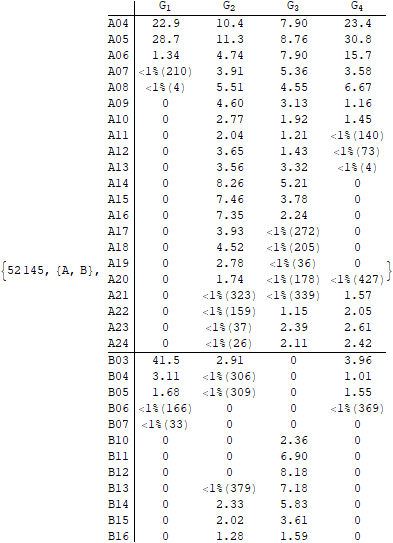 G1 G2 G3 G4
A04 22.9 10.4 7.90 23.4
A05 28.7 11.3 8.76 30.8
A06 1.34 4.74 7.90 15.7
A07 <1%(210) 3.91 5.36 3.58
A08 <1%(4) 5.51 4.55 6.67
A09 0 4.60 3.13 1.16
A10 0 2.77 1.92 1.45
A11 0 2.04 1.21 <1%(140)
A12 0 3.65 1.43 <1%(73)
A13 0 3.56 3.32 <1%(4)
A14 0 8.26 5.21 0
A15 0 7.46 3.78 0
A16 0 7.35 2.24 0
A17 0 3.93 <1%(272) 0
A18 0 4.52 <1%(205) 0
{52145, {A, B}, A19 0 2.78 <1%(36) 0 }
A20 0 1.74 <1%(178) <1%(427)
A21 0 <1%(323) <1%(339) 1.57
A22 0 <1%(159) 1.15 2.05
A23 0 <1%(37) 2.39 2.61
A24 0 <1%(26) 2.11 2.42
B03 41.5 2.91 0 3.96
B04 3.11 <1%(306) 0 1.01
B05 1.68 <1%(309) 0 1.55
B06 <1%(166) 0 0 <1%(369)
B07 <1%(33) 0 0 0
B10 0 0 2.36 0
B11 0 0 6.90 0
B12 0 0 8.18 0
B13 0 <1%(379) 7.18 0
B14 0 2.33 5.83 0
B15 0 2.02 3.61 0
B16 0 1.28 1.59 0